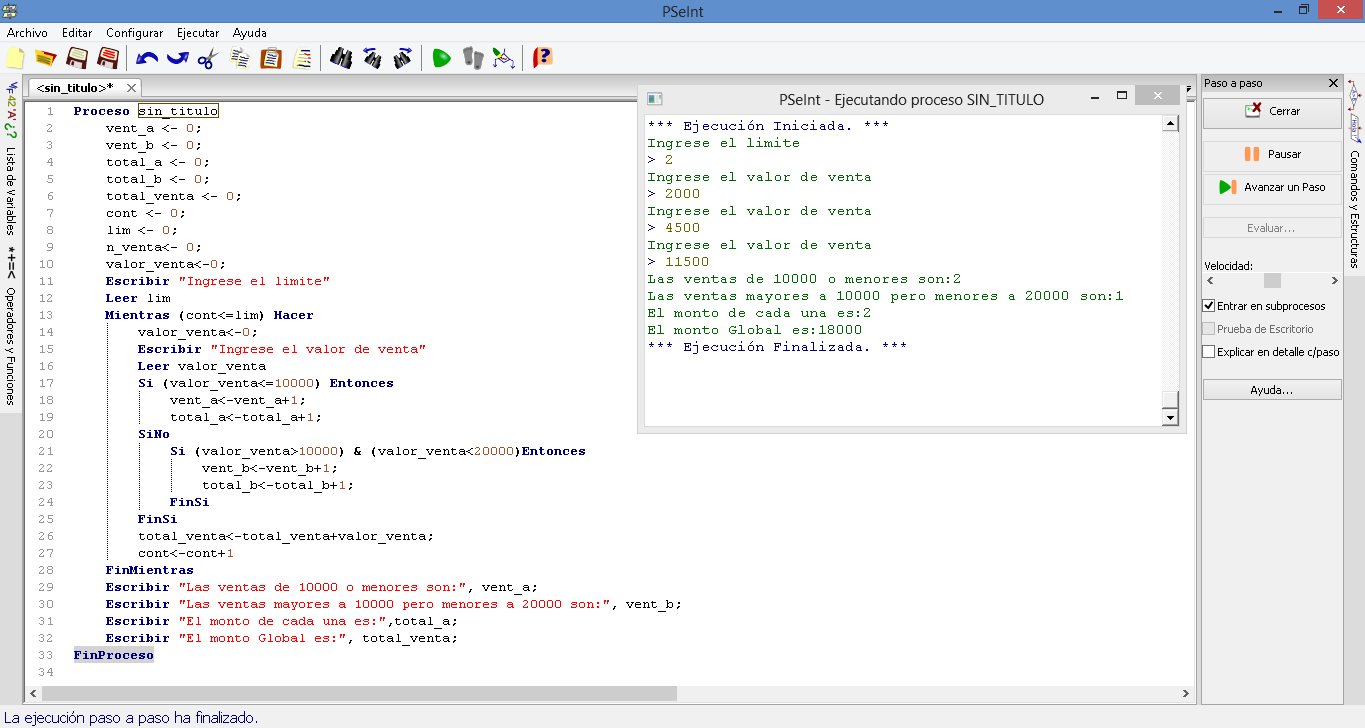 PSeInt
Archivo Editar Configurar Ejecutar Ayuda
<sin_titulo>*
42 'A' ¿? Lista de Variables
*+=< Operadores y Funciones
1 Proceso sin_titulo
2 vent_a <- 0;
3 vent_b <- 0;
4 total_a <- 0;
5 total_b <- 0;
6 total_venta <- 0;
7 cont <- 0;
8 lim <- 0;
9 n_venta<- 0;
10 valor_venta<-0;
11 Escribir "Ingrese el limite"
12 Leer lim
13 Mientras (cont<=lim) Hacer
14 valor_venta<-0;
15 Escribir "Ingrese el valor de venta"
16 Leer valor_venta
17 Si (valor_venta<=10000) Entonces
18 vent_a<-vent_a+1;
19 total_a<-total_a+1;
20 SiNo
21 Si (valor_venta>10000) & (valor_venta<20000)Entonces
22 vent_b<-vent_b+1;
23 total_b<-total_b+1;
24 FinSi
25 FinSi
26 total_venta<-total_venta+valor_venta;
27 cont<-cont+1
28 FinMientras
29 Escribir "Las ventas de 10000 o menores son:", vent_a;
30 Escribir "Las ventas mayores a 10000 pero menores a 20000 son:", vent_b;
31 Escribir "El monto de cada una es:",total_a;
32 Escribir "El monto Global es:", total_venta;
33 FinProceso
34
PSeInt - Ejecutando proceso SIN_TITULO
*** Ejecución Iniciada. ***
Ingrese el limite
> 2
Ingrese el valor de venta
> 2000
Ingrese el valor de venta
> 4500
Ingrese el valor de venta
> 11500
Las ventas de 10000 o menores son:2
Las ventas mayores a 10000 pero menores a 20000 son:1
El monto de cada una es:2
El monto Global es:18000
*** Ejecución Finalizada. ***
Paso a paso
Cerrar
Pausar
Avanzar un Paso
Evaluar...
Velocidad:
Entrar en subprocesos
Prueba de Escritorio
Explicar en detalle c/paso
Ayuda...
Comandos y Estructuras
La ejecución paso a paso ha finalizado.